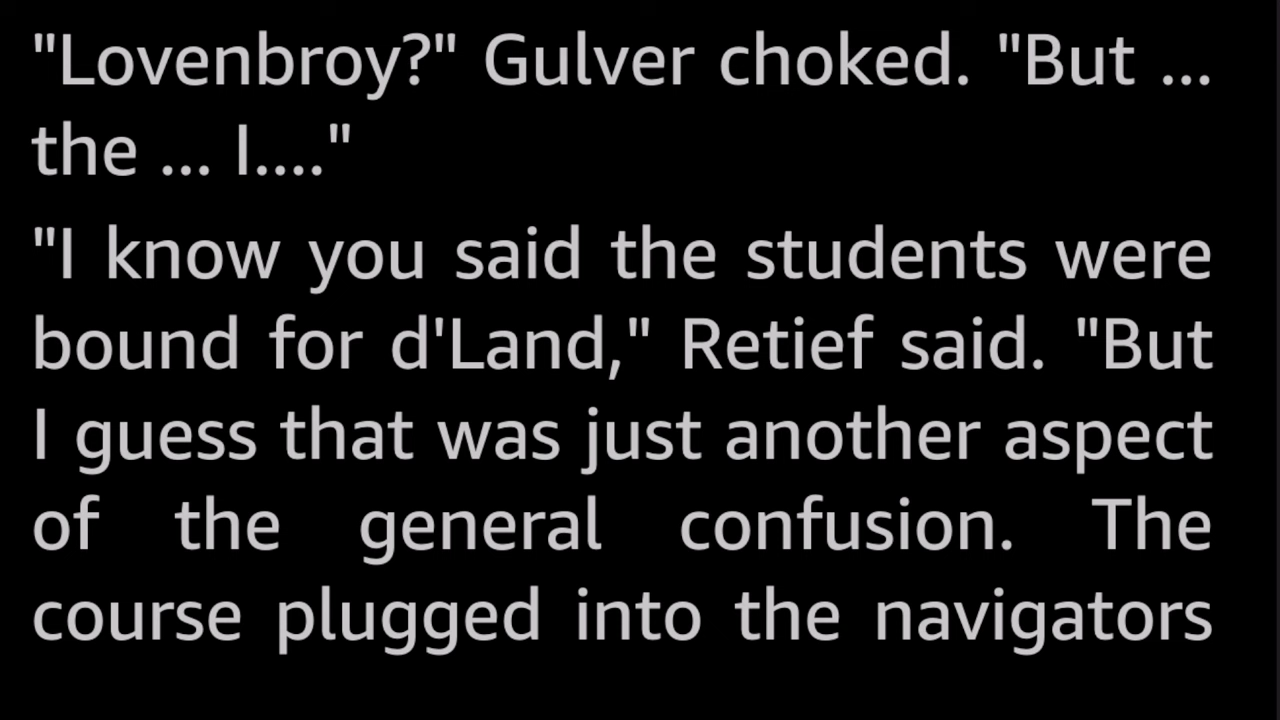 "Lovenbroy?" Gulver choked. "But ...
the ... I...."
"I know you said the students were
bound for d'Land," Retief said. "But
I guess that was just another aspect
of the general confusion. The
course plugged into the navigators